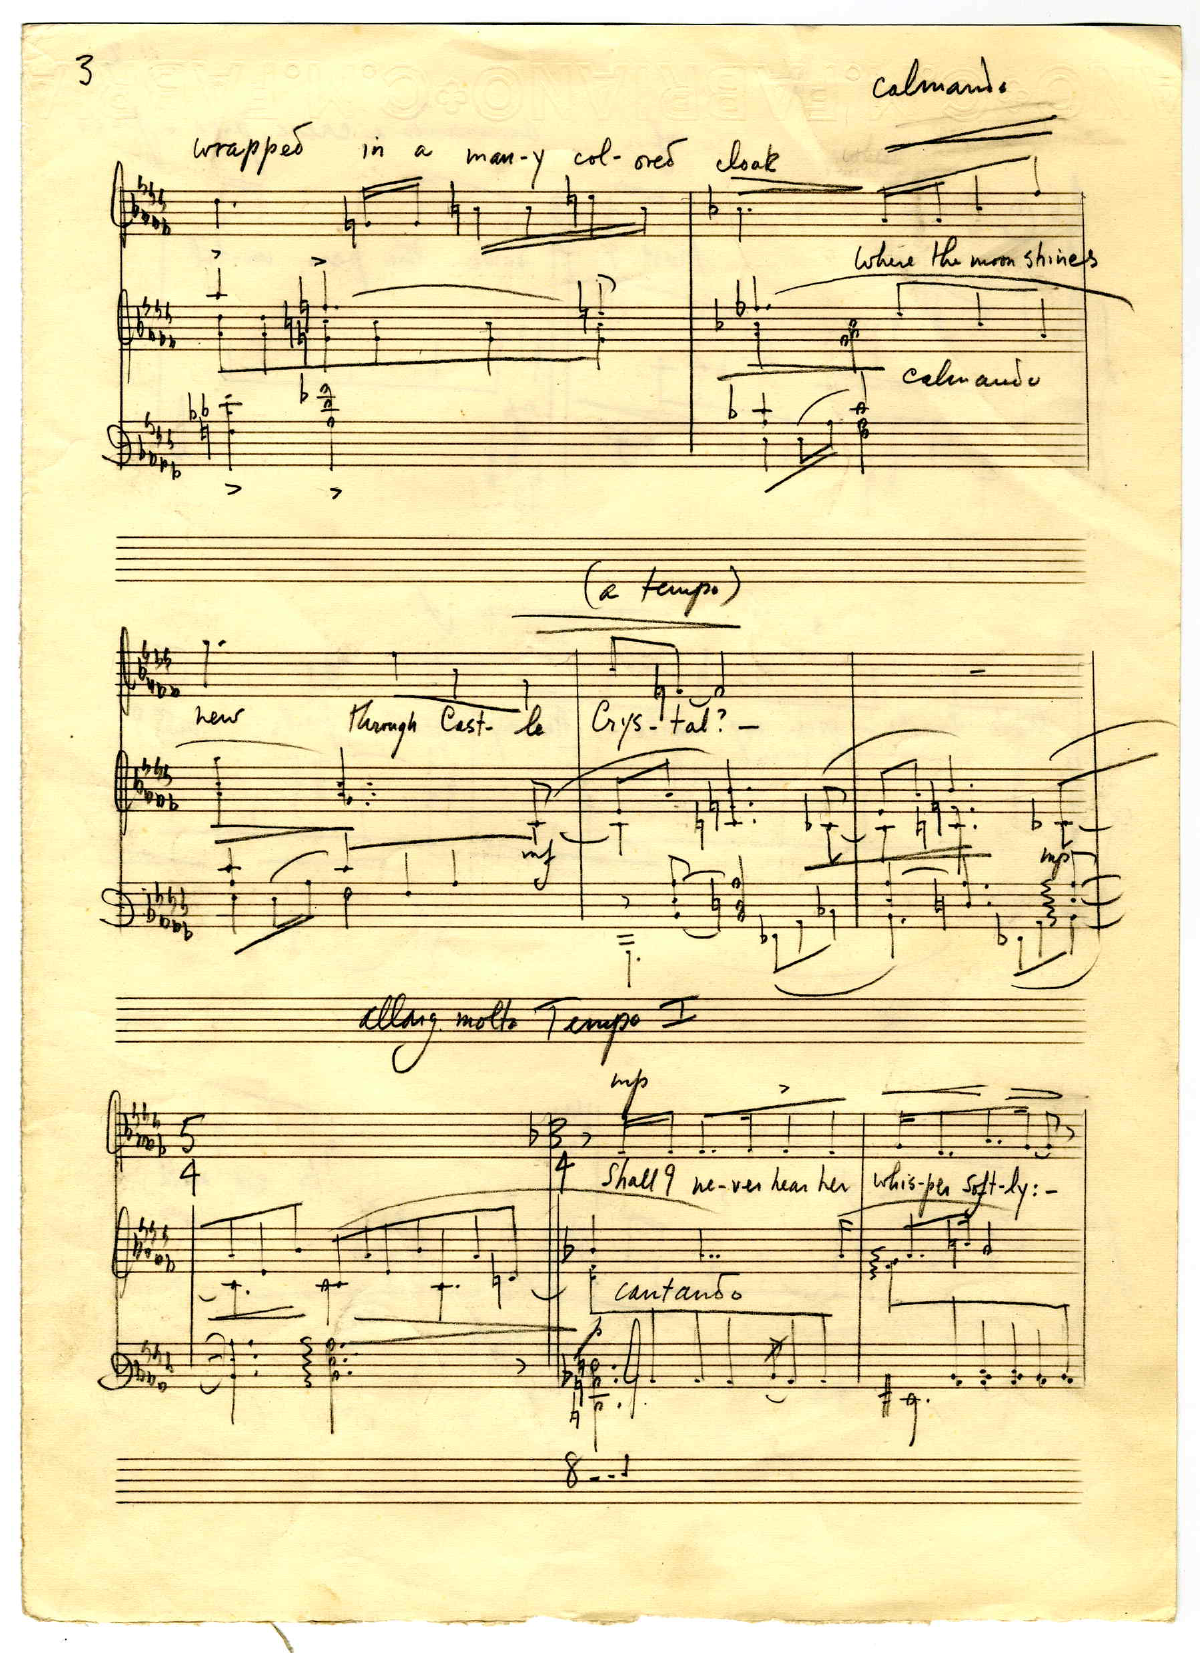 3
calmando
wrapped in a man-y col-ored cloak
Where the moon shines
calmando
(a tempo)
new through Cast-le Crys-tal? –
mf
mp
allarg. molto Tempo I
mp
5 3
4 4
Shall I ne-ver hear her whis-per soft-ly: -
cantando
p
8---